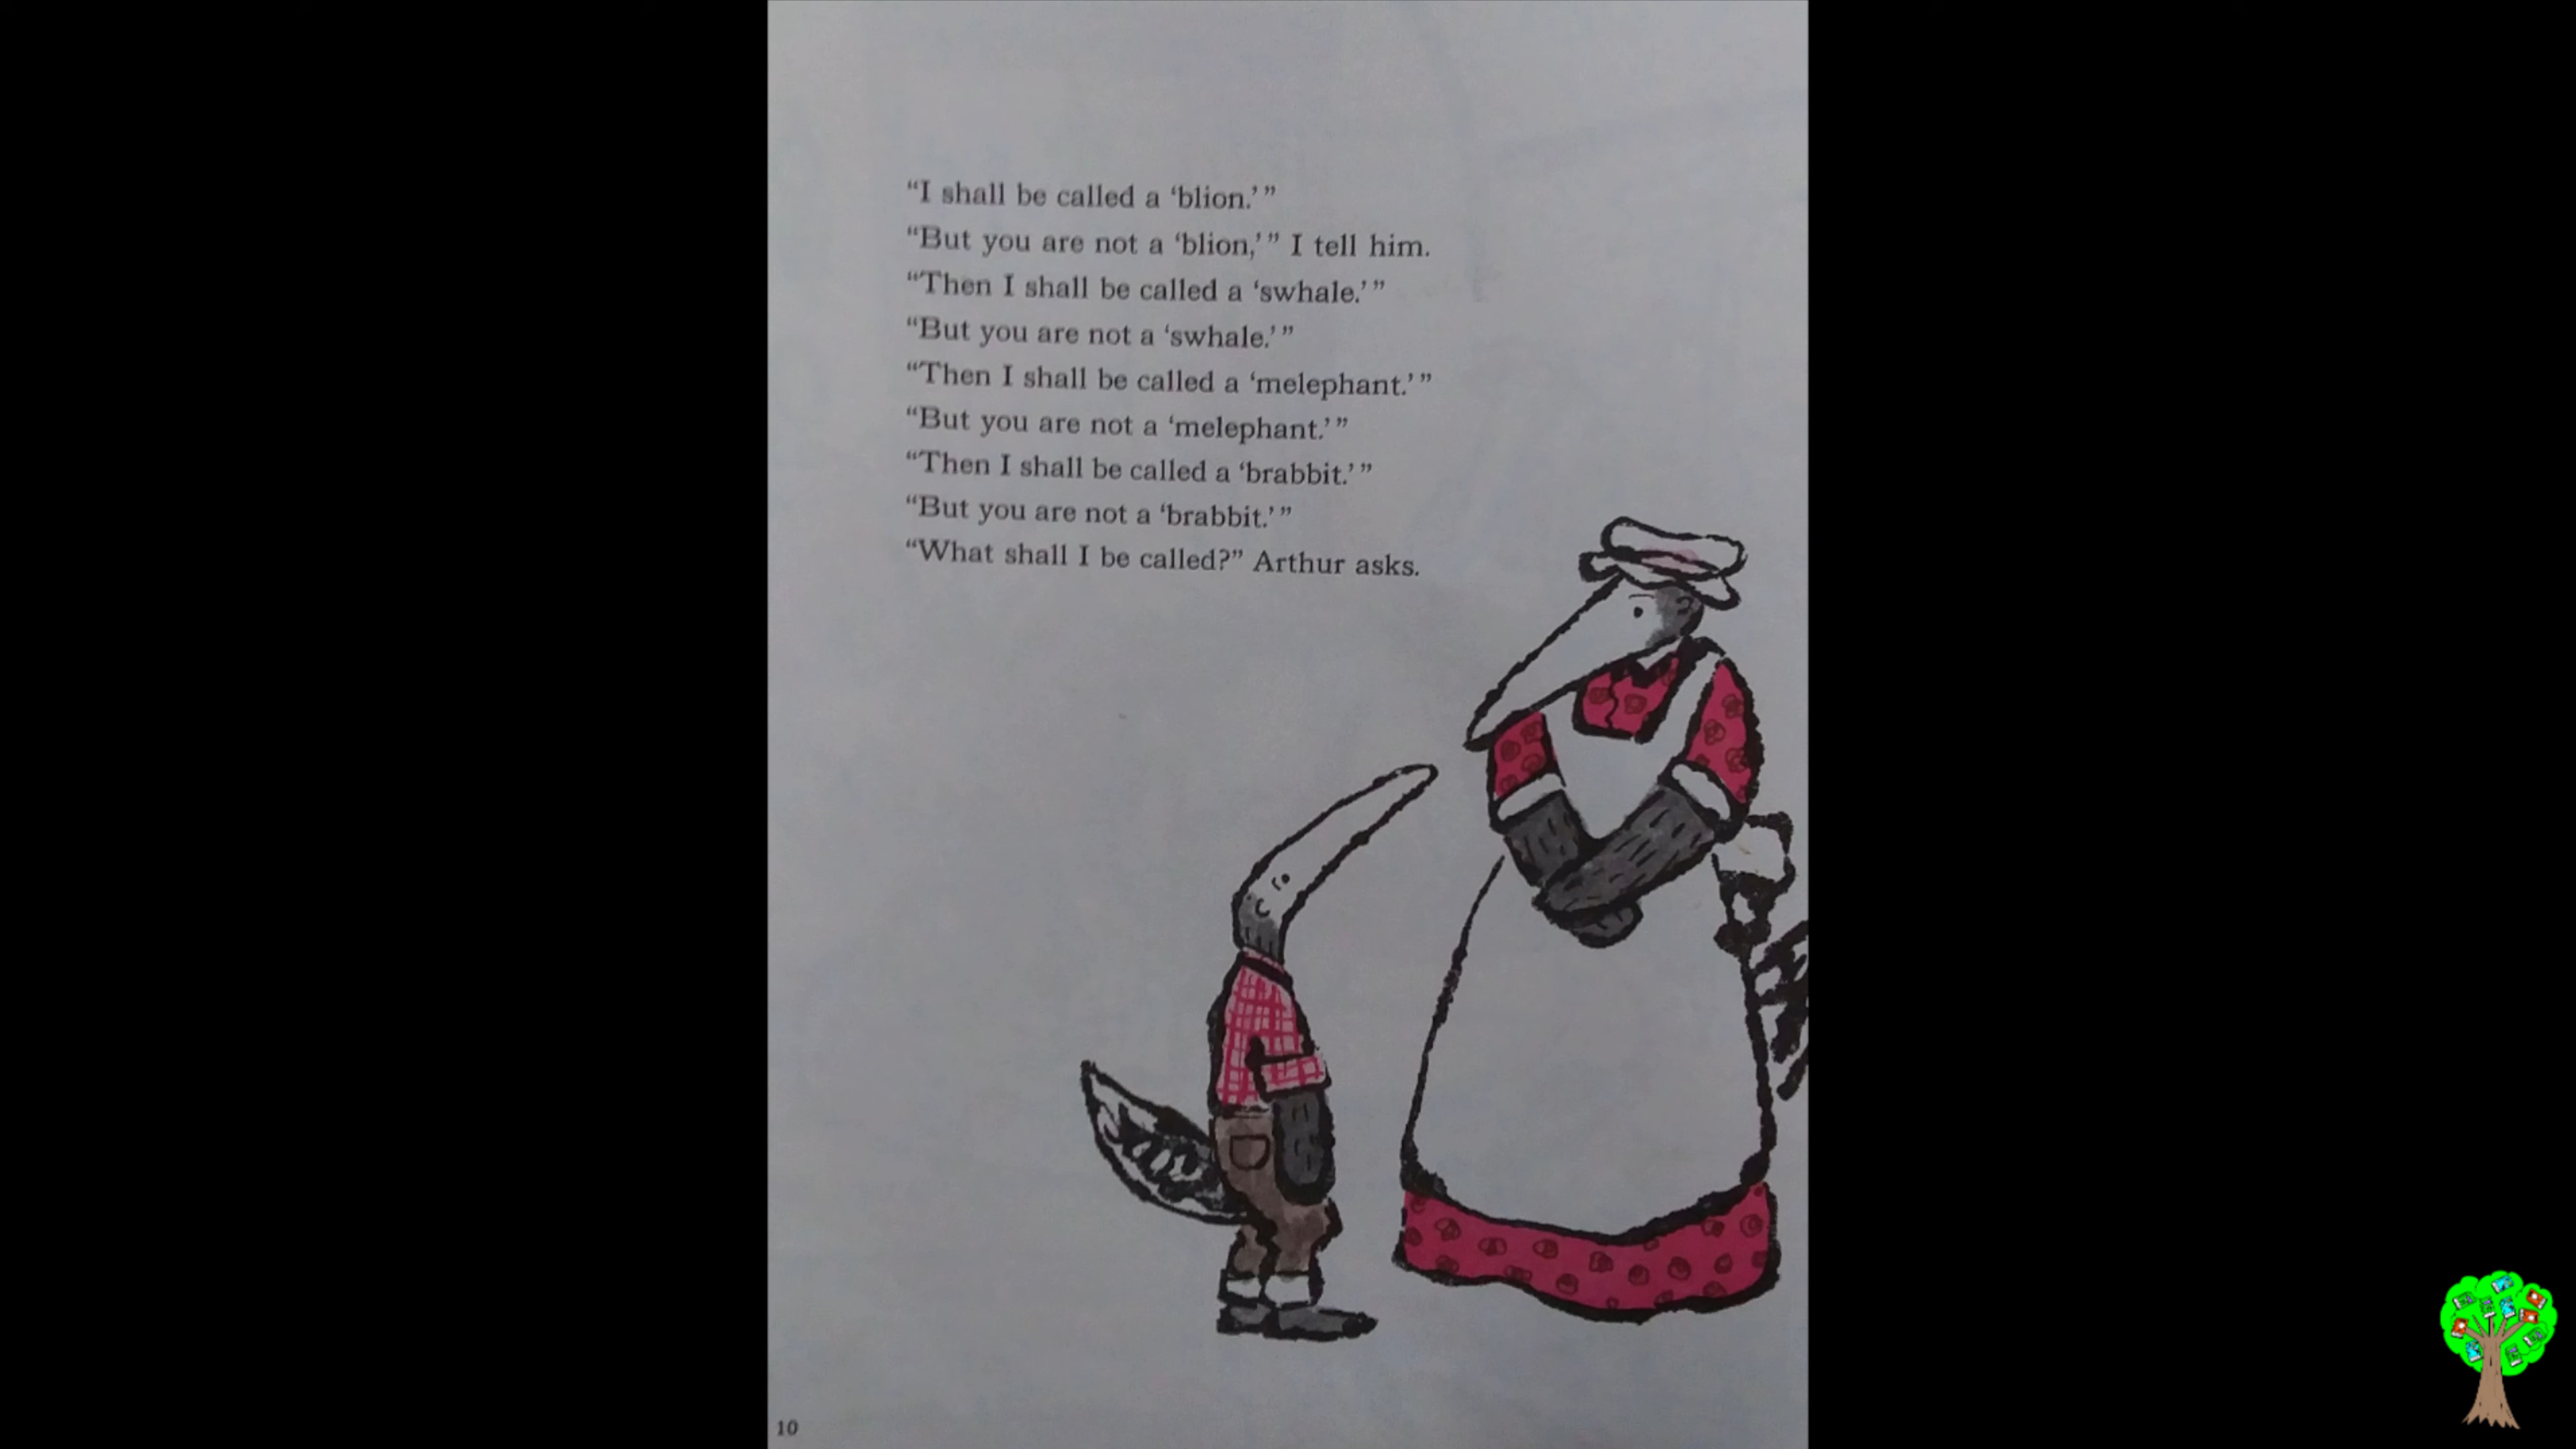 “I shall be called a ‘blion.’”
“But you are not a ‘blion,’” I tell him.
“Then I shall be called a ‘swhale.’”
“But you are not a ‘swhale.’”
“Then I shall be called a ‘melephant.’”
“But you are not a ‘melephant.’”
“Then I shall be called a ‘brabbit.’”
“But you are not a ‘brabbit.’”
“What shall I be called?” Arthur asks.
10